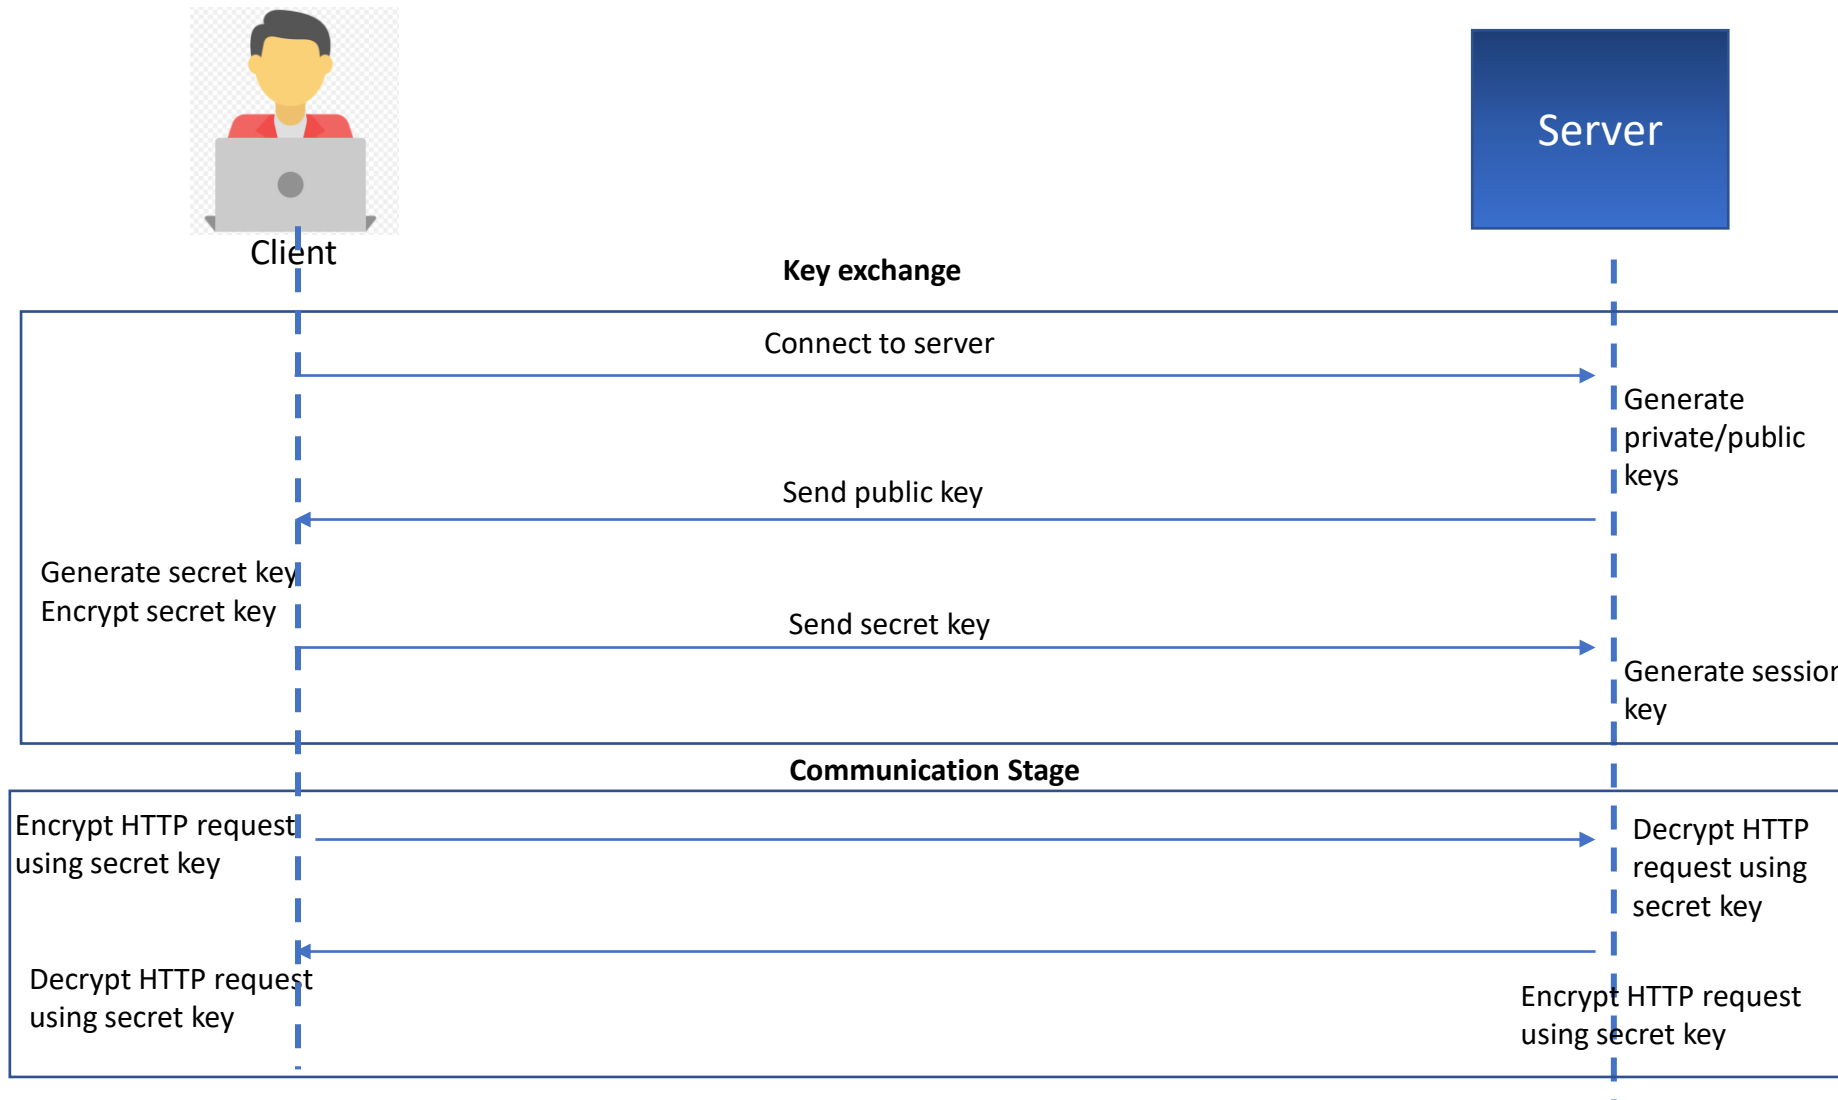 Server
Client
Key exchange
Connect to server
Generate
private/public
keys
Send public key
Generate secret key
Encrypt secret key
Send secret key
Generate session
key
Communication Stage
Encrypt HTTP request
using secret key
Decrypt HTTP
request using
secret key
Decrypt HTTP request
using secret key
Encrypt HTTP request
using secret key